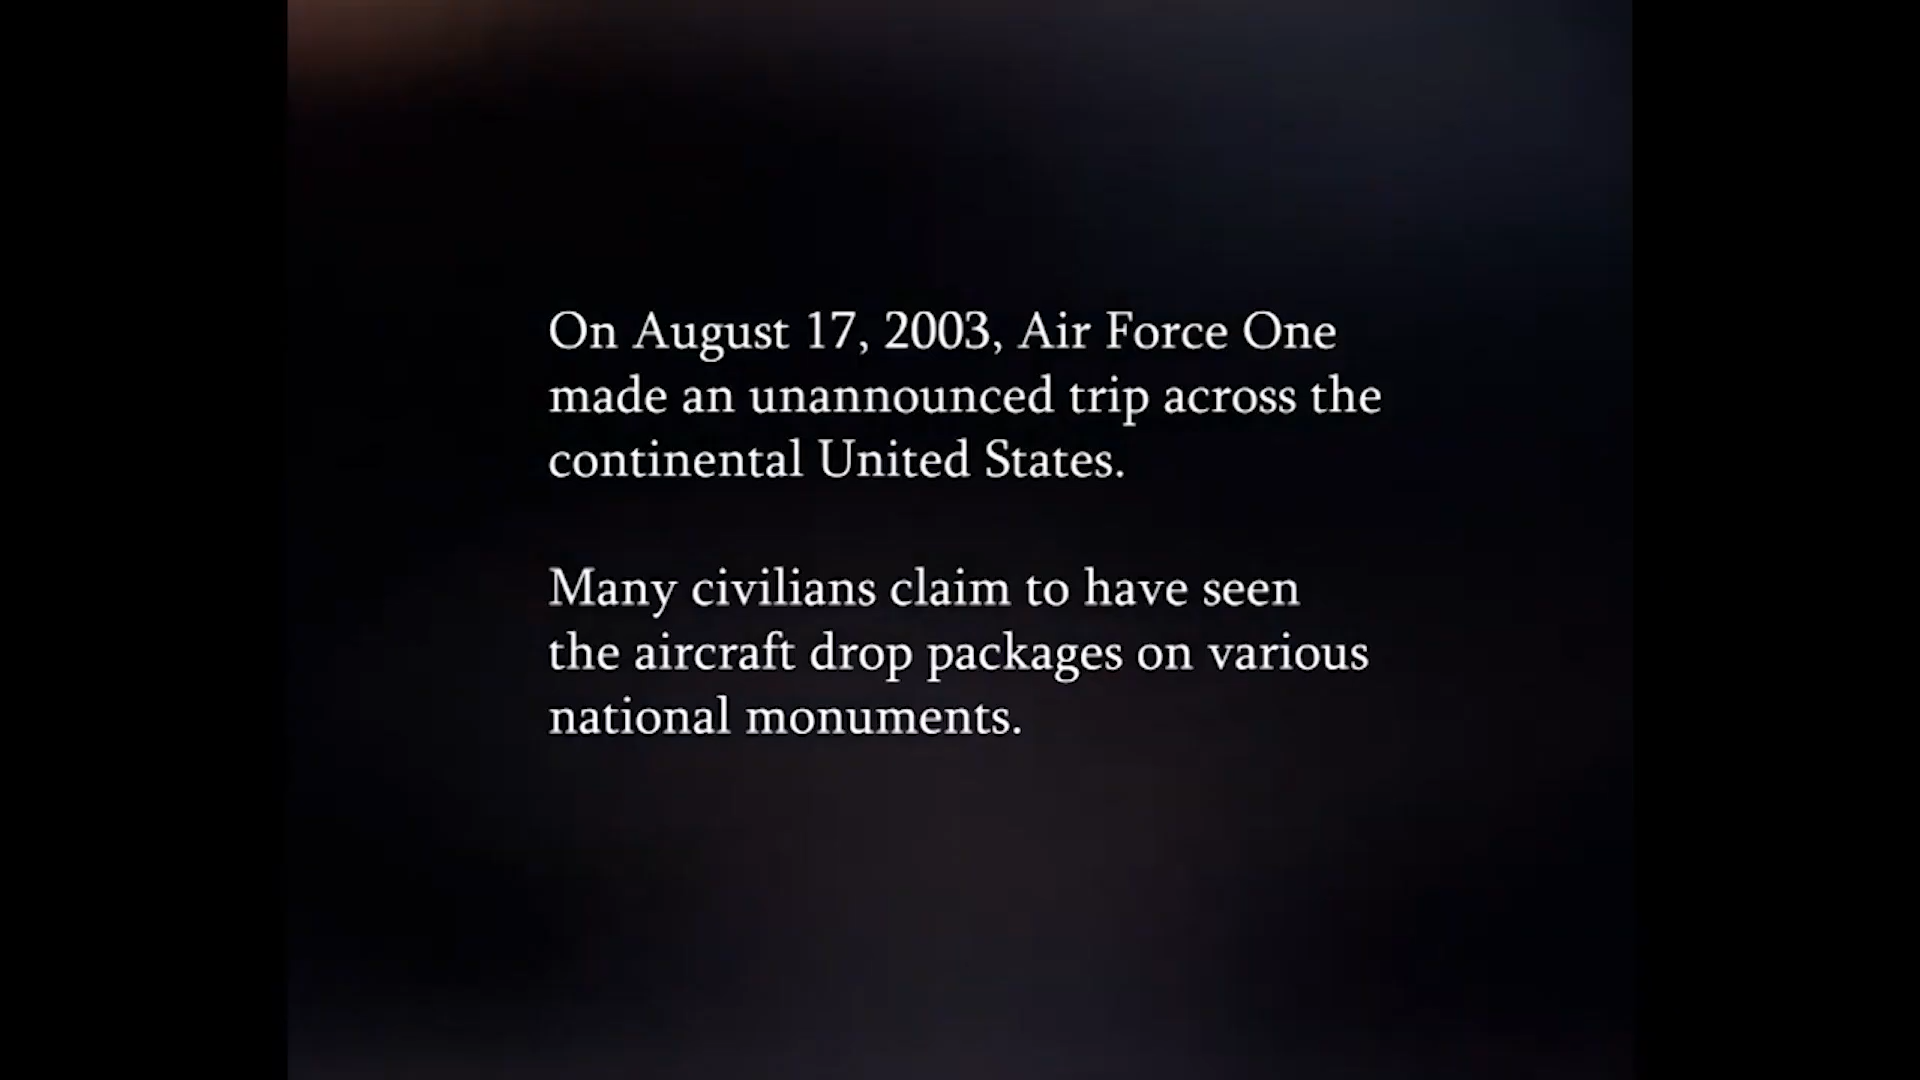 On August 17, 2003, Air Force One
made an unannounced trip across the
continental United States.
Many civilians claim to have seen
the aircraft drop packages on various
national monuments.